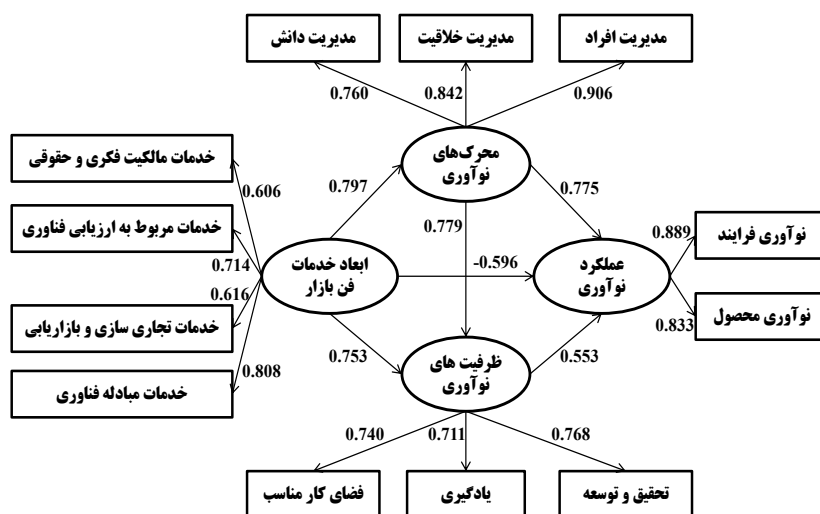 مدیریت افراد
مدیریت خلاقیت
مدیریت دانش
0.906
0.842
0.760
محرک‌های
نوآوری
خدمات مالکیت فکری و حقوقی
0.606
0.797
0.775
0.779
خدمات مربوط به ارزیابی فناوری
0.714
ابعاد خدمات
فن بازار
-0.596
عملکرد
نوآوری
0.889
نوآوری فرایند
0.833
نوآوری محصول
0.616
خدمات تجاری سازی و بازاریابی
0.808
خدمات مبادله فناوری
0.753
0.553
ظرفیت های
نوآوری
0.768
0.711
0.740
تحقیق و توسعه
یادگیری
فضای کار مناسب